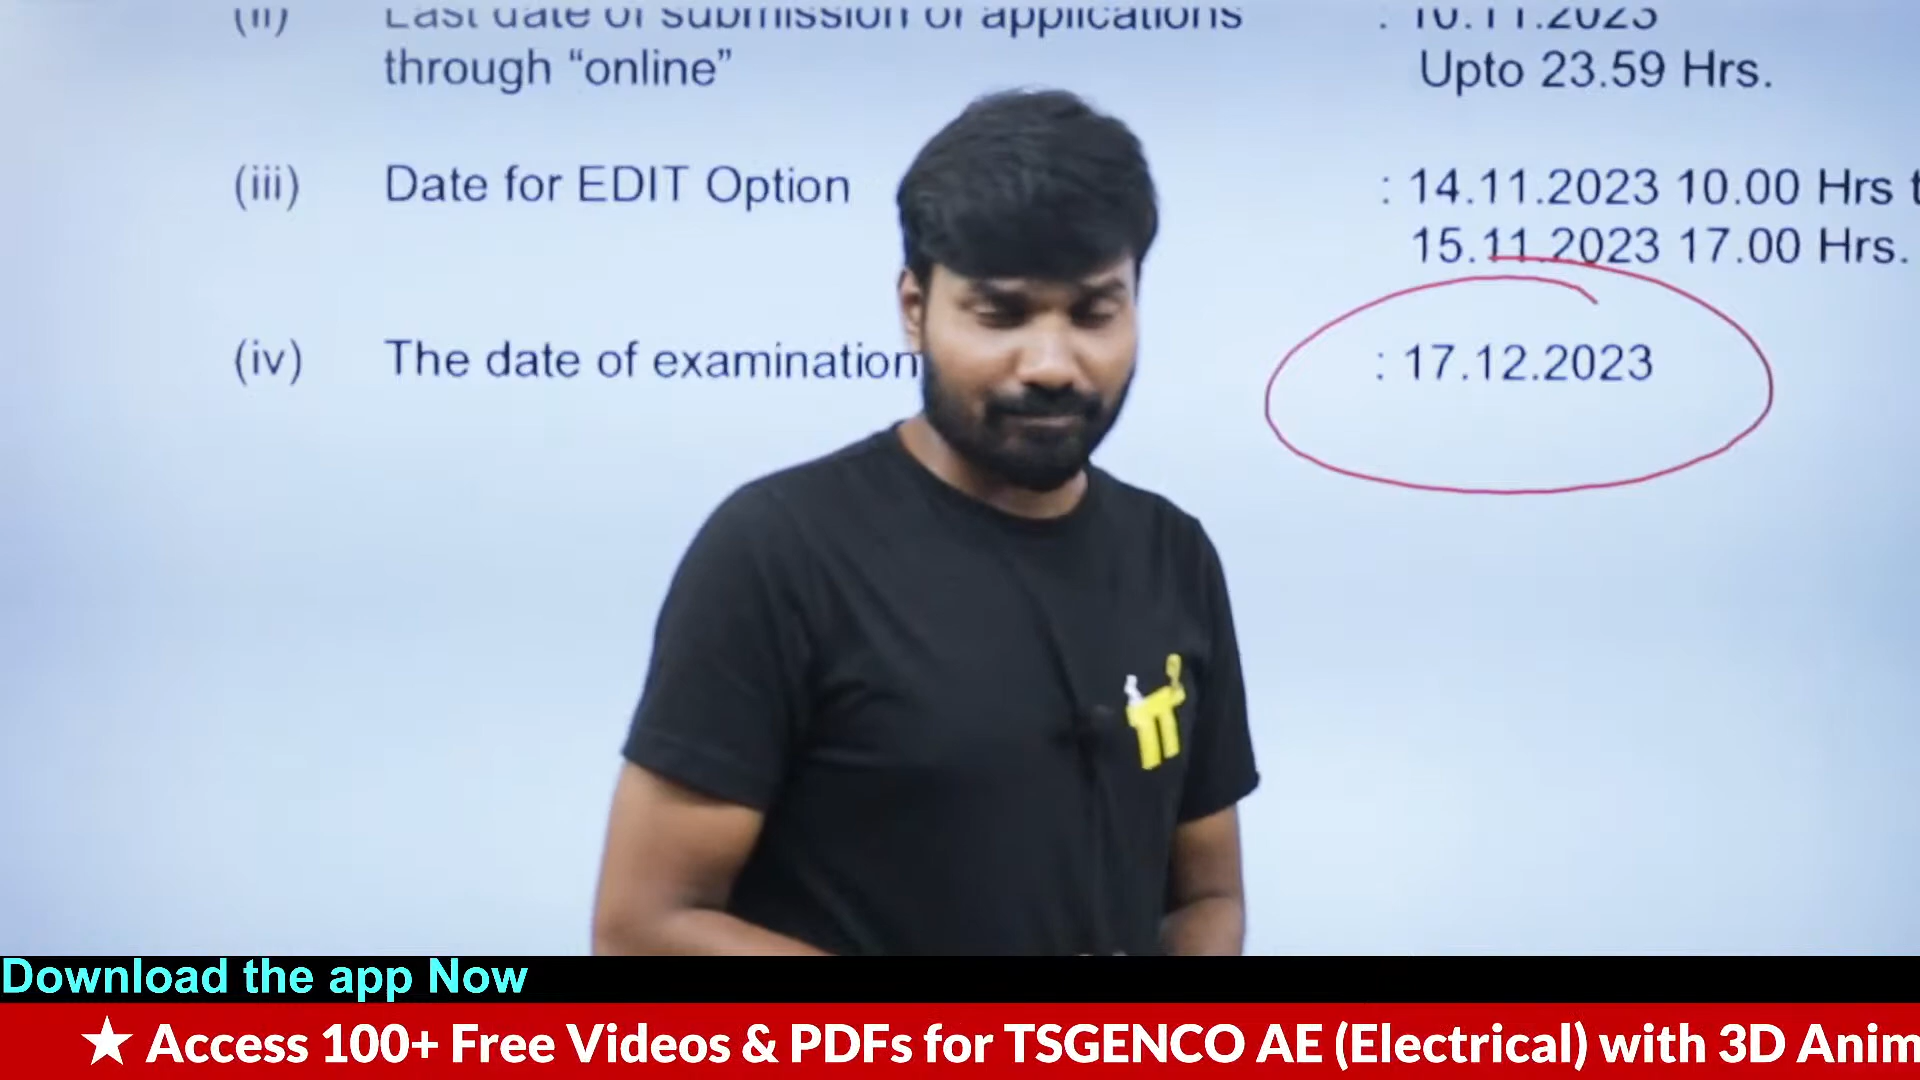 (ii) Last date of submission of applications : 10.11.2023
through “online” Upto 23.59 Hrs.
(iii) Date for EDIT Option : 14.11.2023 10.00 Hrs t
15.11.2023 17.00 Hrs.
(iv) The date of examination : 17.12.2023
Download the app Now
★ Access 100+ Free Videos & PDFs for TSGENCO AE (Electrical) with 3D Anim